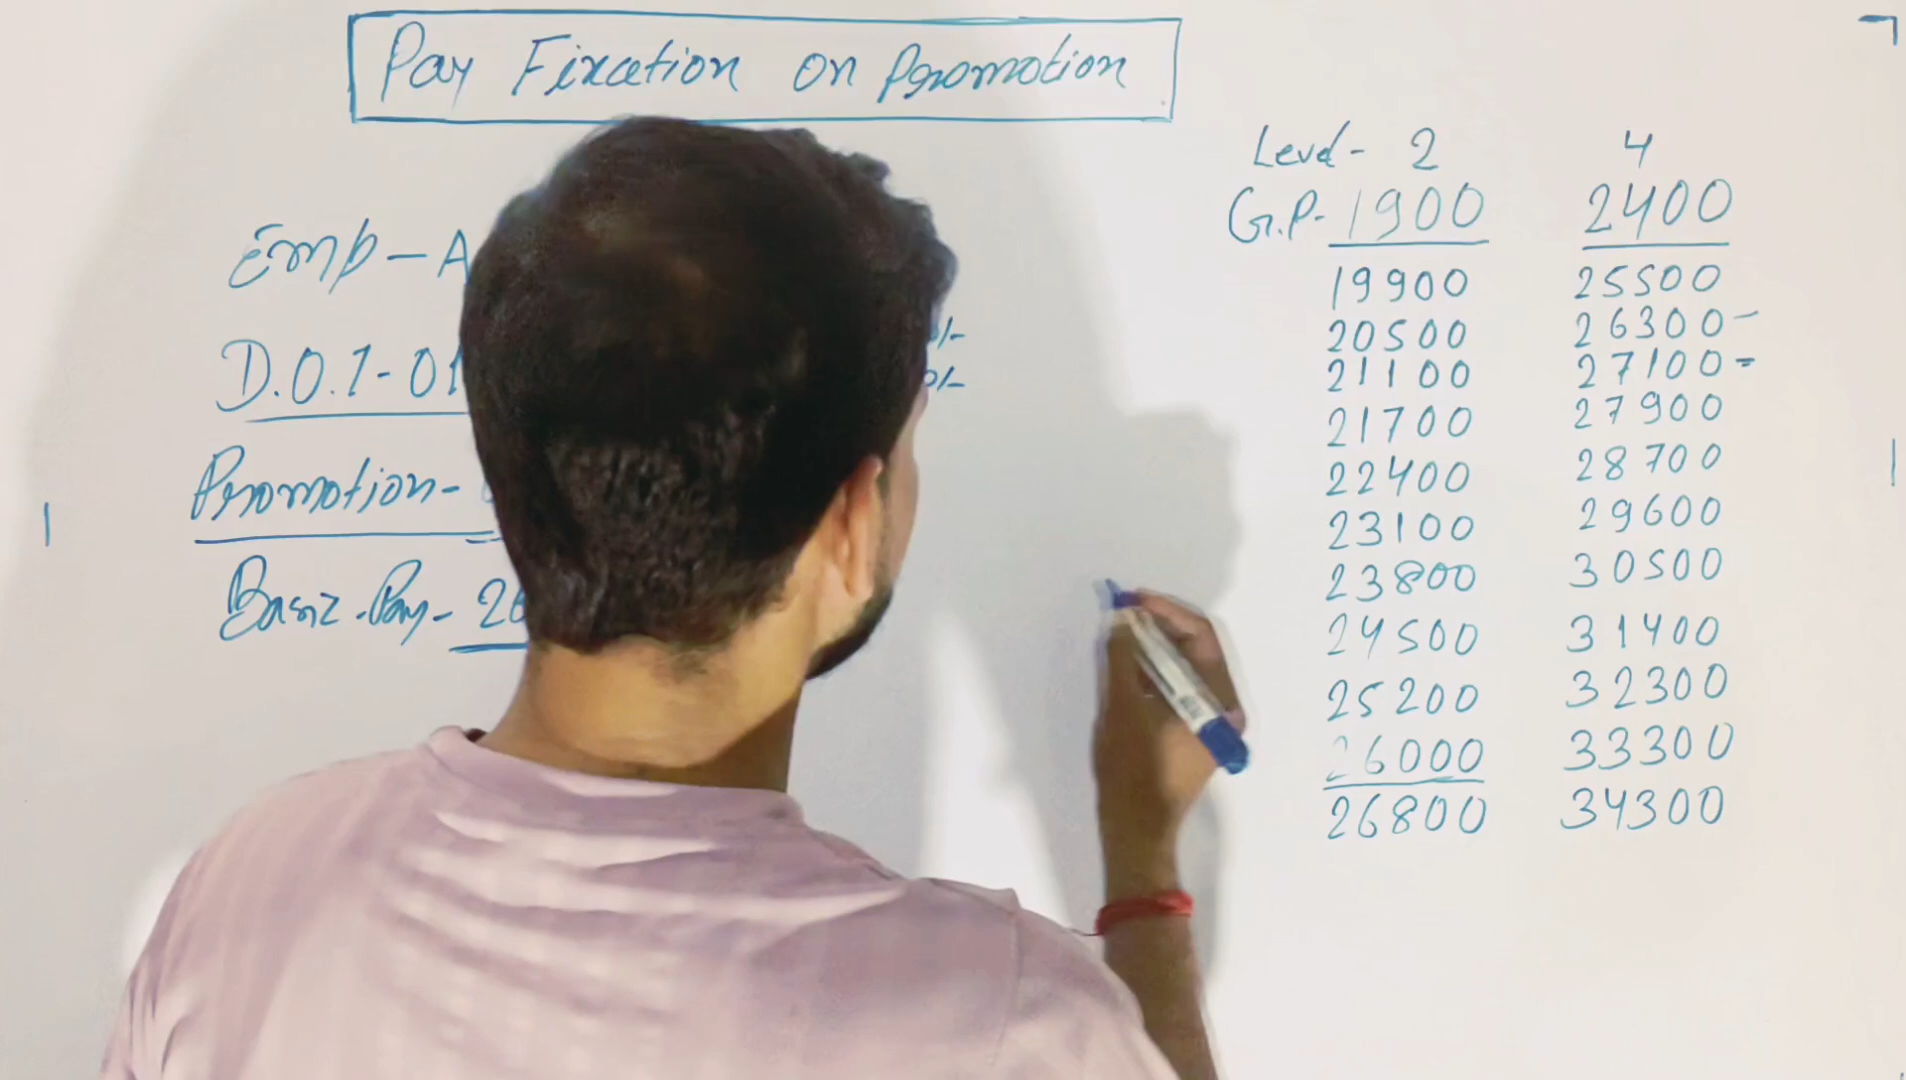 Pay Fixation on Promotion
Emp - A
D.O.I - 01
Promotion -
Basic. Pay - 26
Level - 2 4
G.P. - 1900 2400
19900 25500
20500 26300 -
21100 27100 =
21700 27900
22400 28700
23100 29600
23800 30500
24500 31400
25200 32300
26000 33300
26800 34300